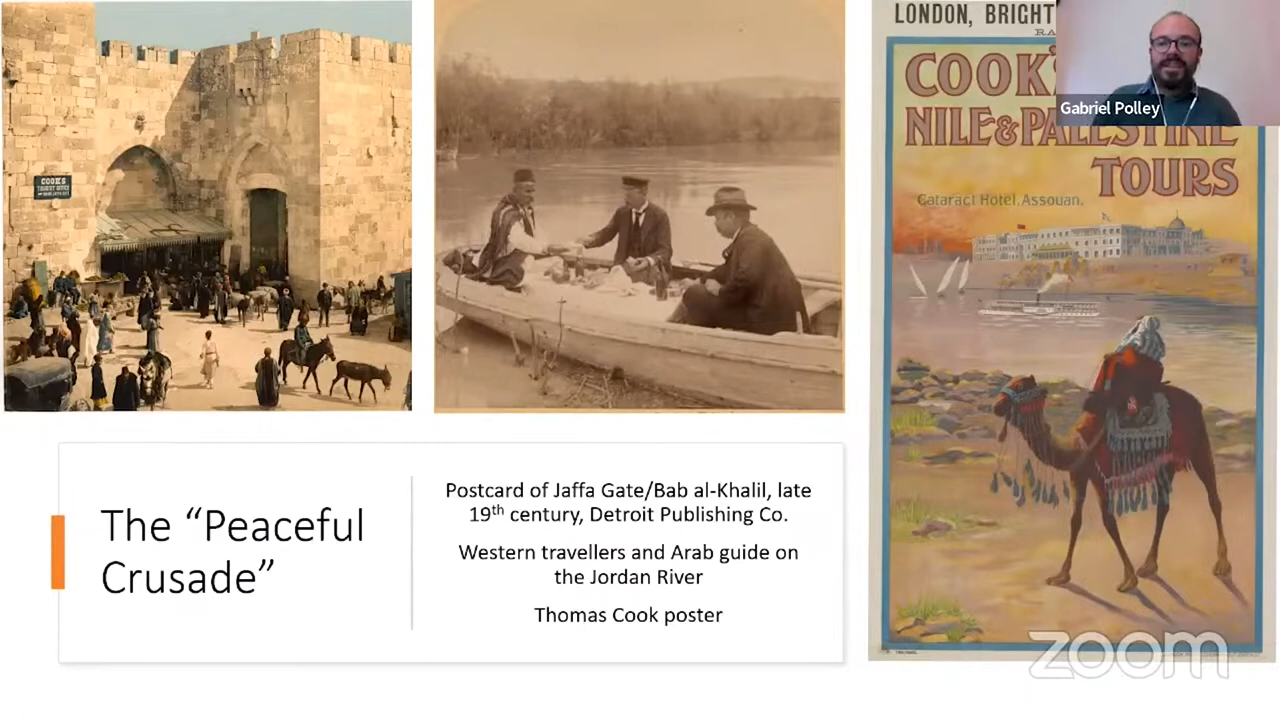 COOK'S
TOURIST OFFICE
LONDON, BRIGHT
RA
COOK'
NILE & PALESTINE
TOURS
Cataract Hotel, Assouan.
Gabriel Polley
The “Peaceful
Crusade”
Postcard of Jaffa Gate/Bab al-Khalil, late
19th century, Detroit Publishing Co.
Western travellers and Arab guide on
the Jordan River
Thomas Cook poster
zoom